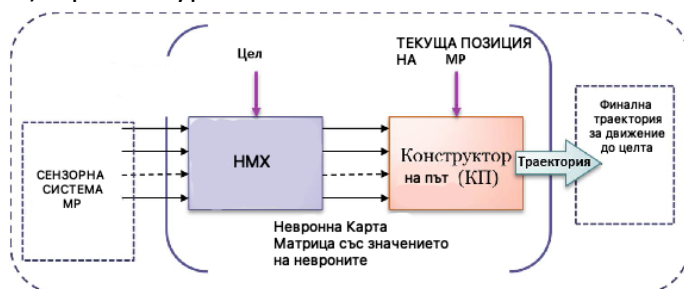 Цел
ТЕКУЩА ПОЗИЦИЯ
НА МР
СЕНЗОРНА
СИСТЕМА
МР
НМХ
Конструктор
на път (КП)
Траектория
Финална
траектория
за движение
до целта
Невронна Карта
Матрица със значението
на невроните